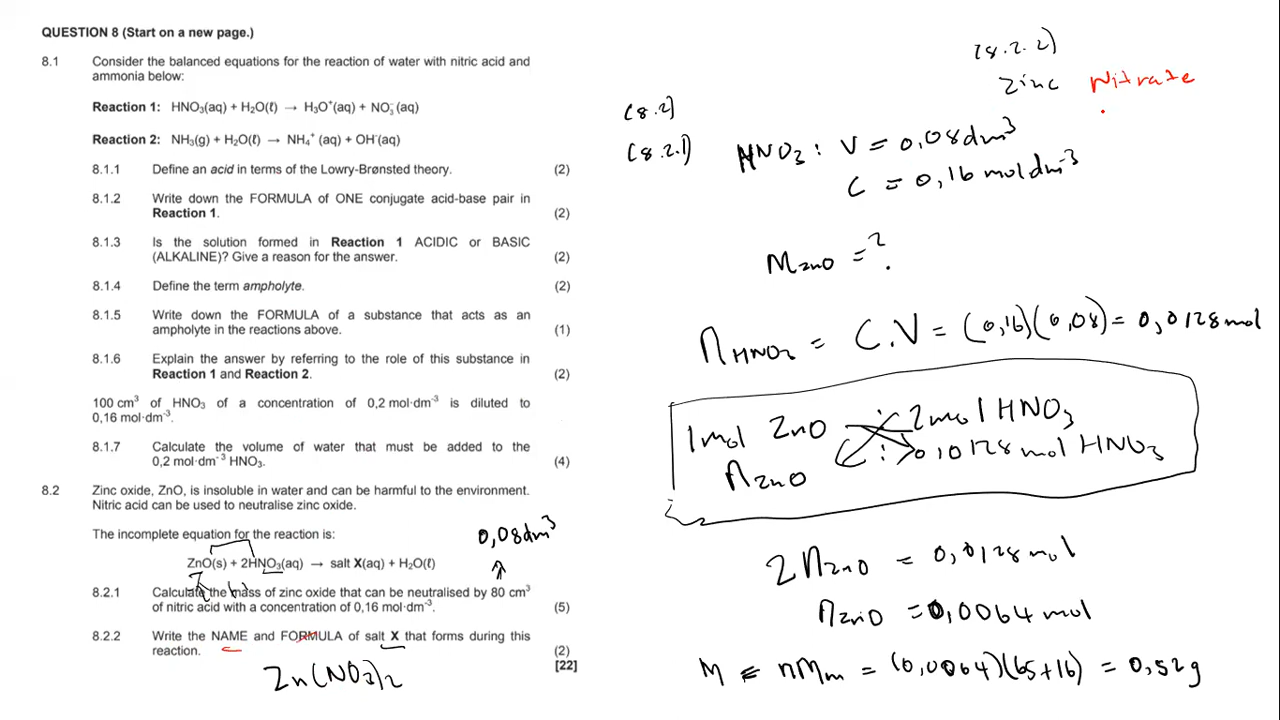 QUESTION 8 (Start on a new page.)
8.1 Consider the balanced equations for the reaction of water with nitric acid and
ammonia below:
Reaction 1: HNO₃(aq) + H₂O(ℓ) → H₃O⁺(aq) + NO₃⁻(aq)
Reaction 2: NH₃(g) + H₂O(ℓ) → NH₄⁺ (aq) + OH⁻(aq)
8.1.1 Define an acid in terms of the Lowry-Brønsted theory. (2)
8.1.2 Write down the FORMULA of ONE conjugate acid-base pair in
Reaction 1. (2)
8.1.3 Is the solution formed in Reaction 1 ACIDIC or BASIC
(ALKALINE)? Give a reason for the answer. (2)
8.1.4 Define the term ampholyte. (2)
8.1.5 Write down the FORMULA of a substance that acts as an
ampholyte in the reactions above. (1)
8.1.6 Explain the answer by referring to the role of this substance in
Reaction 1 and Reaction 2. (2)
100 cm³ of HNO₃ of a concentration of 0,2 mol·dm⁻³ is diluted to
0,16 mol·dm⁻³.
8.1.7 Calculate the volume of water that must be added to the
0,2 mol·dm⁻³ HNO₃. (4)
8.2 Zinc oxide, ZnO, is insoluble in water and can be harmful to the environment.
Nitric acid can be used to neutralise zinc oxide.
The incomplete equation for the reaction is:
0,08dm³
ZnO(s) + 2HNO₃(aq) → salt X(aq) + H₂O(ℓ)
8.2.1 Calculate the mass of zinc oxide that can be neutralised by 80 cm³
of nitric acid with a concentration of 0,16 mol·dm⁻³. (5)
8.2.2 Write the NAME and FORMULA of salt X that forms during this
reaction. (2)
[22]
Zn(NO₃)₂
(8.2.2)
Zinc Nitrate
(8.2)
(8.2.1) HNO₃ : V = 0,08dm³
C = 0,16 mol dm⁻³
m ZnO = ?
n HNO₃ = C.V = (0,16)(0,08) = 0,0128mol
1mol ZnO : 2mol HNO₃
n ZnO : 0,0128 mol HNO₃
2n ZnO = 0,0128 mol
n ZnO = 0,0064 mol
M = nMm = (0,0064)(65+16) = 0,52g